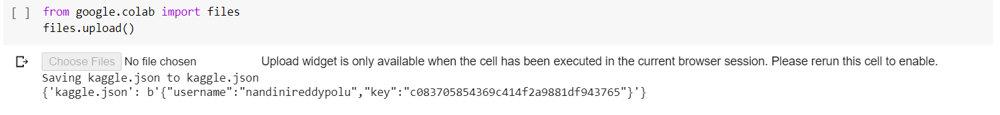 [ ] from google.colab import files
files.upload()
Choose Files No file chosen Upload widget is only available when the cell has been executed in the current browser session. Please rerun this cell to enable.
Saving kaggle.json to kaggle.json
{'kaggle.json': b'{"username":"nandinireddypolu","key":"c083705854369c414f2a9881df943765"}'}